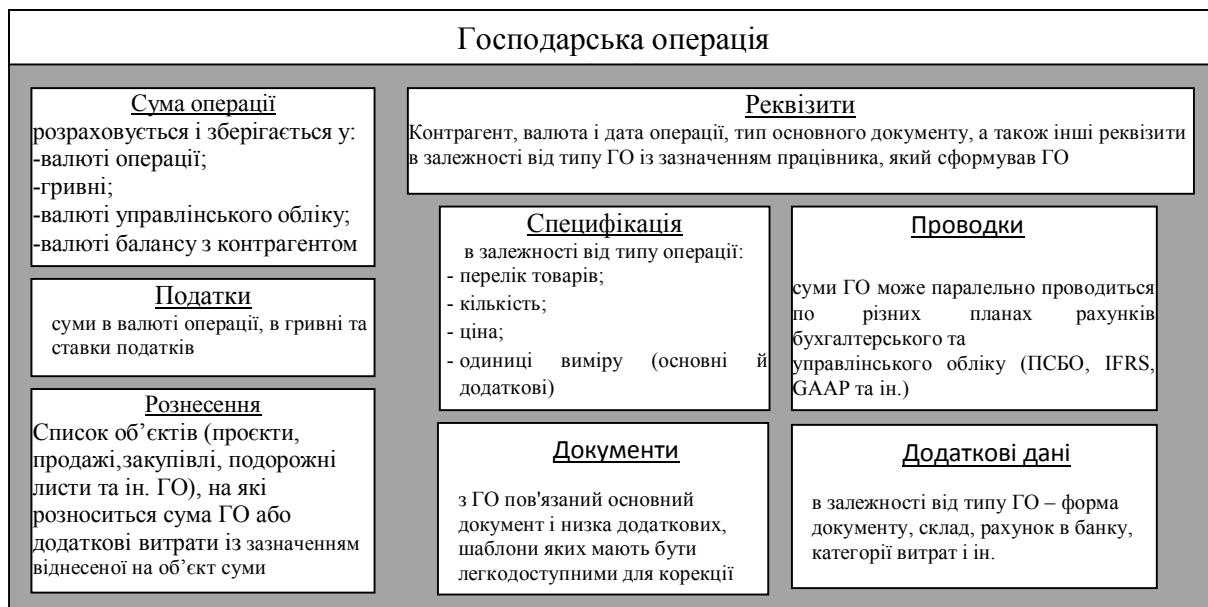 Господарська операція
Сума операції
розраховується і зберігається у:
-валюті операції;
-гривні;
-валюті управлінського обліку;
-валюті балансу з контрагентом
Податки
суми в валюті операції, в гривні та
ставки податків
Рознесення
Список об’єктів (проєкти,
продажі,закупівлі, подорожні
листи та ін. ГО), на які
розноситься сума ГО або
додаткові витрати із зазначенням
віднесеної на об’єкт суми
Реквізити
Контрагент, валюта і дата операції, тип основного документу, а також інші реквізити
в залежності від типу ГО із зазначенням працівника, який сформував ГО
Специфікація
в залежності від типу операції:
- перелік товарів;
- кількість;
- ціна;
- одиниці виміру (основні й
додаткові)
Проводки
суми ГО може паралельно проводиться
по різних планах рахунків
бухгалтерського та
управлінського обліку (ПСБО, IFRS,
GAAP та ін.)
Документи
з ГО пов'язаний основний
документ і низка додаткових,
шаблони яких мають бути
легкодоступними для корекції
Додаткові дані
в залежності від типу ГО – форма
документу, склад, рахунок в банку,
категорії витрат і ін.